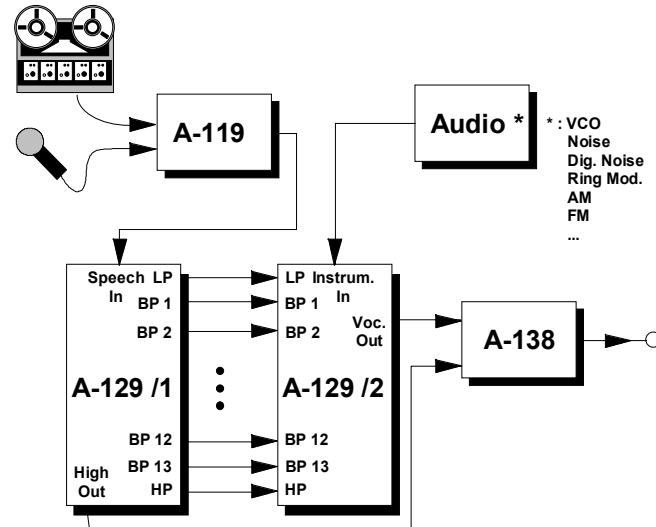 A-119
Audio *
* : VCO
Noise
Dig. Noise
Ring Mod.
AM
FM
...
Speech LP
In
BP 1
BP 2
A-129 /1
BP 12
BP 13
High
Out
HP
LP Instrum.
In
BP 1
BP 2
Voc.
Out
A-129 /2
BP 12
BP 13
HP
A-138